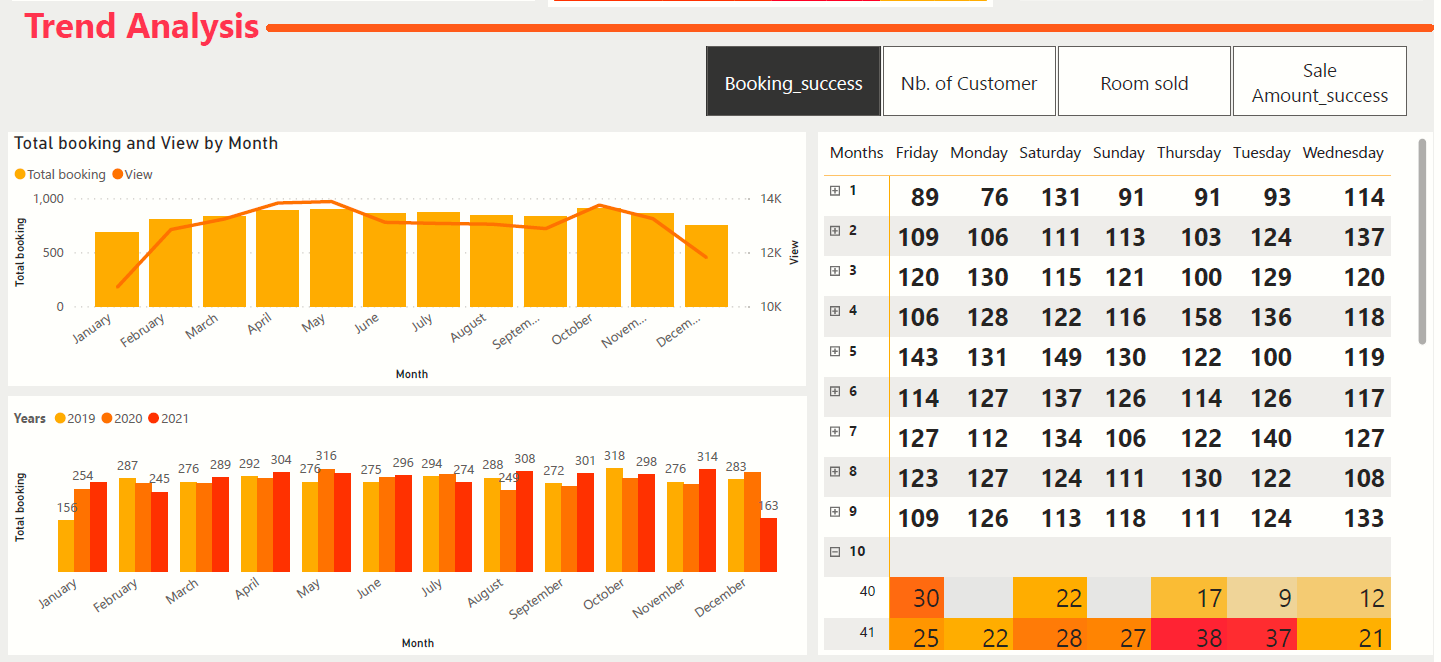 Trend Analysis
Booking_success
Nb. of Customer
Room sold
Sale
Amount_success
Total booking and View by Month
Total booking View
1,000
500
0
Total booking
14K
12K
10K
View
January February March April May June July August Septem... October Novem... Decem...
Month
Years 2019 2020 2021
Total booking
156 254 287 245 276 289 292 304 276 316 275 296 294 274 288 249 308 272 301 318 298 276 314 283 163
January February March April May June July August September October November December
Month
Months Friday Monday Saturday Sunday Thursday Tuesday Wednesday
1 89 76 131 91 91 93 114
2 109 106 111 113 103 124 137
3 120 130 115 121 100 129 120
4 106 128 122 116 158 136 118
5 143 131 149 130 122 100 119
6 114 127 137 126 114 126 117
7 127 112 134 106 122 140 127
8 123 127 124 111 130 122 108
9 109 126 113 118 111 124 133
10
40 30 22 17 9 12
41 25 22 28 27 38 37 21